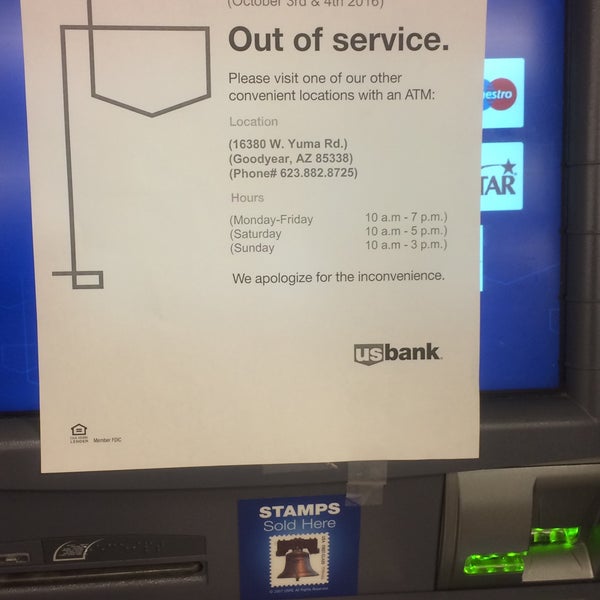 (October 3rd & 4th 2016)
Out of service.
Please visit one of our other
convenient locations with an ATM:
Location
(16380 W. Yuma Rd.)
(Goodyear, AZ 85338)
(Phone# 623.882.8725)
Hours
(Monday-Friday 10 a.m - 7 p.m.)
(Saturday 10 a.m - 5 p.m.)
(Sunday 10 a.m - 3 p.m.)
We apologize for the inconvenience.
usbank
Member FDIC
estro
TAR
STAMPS
Sold Here